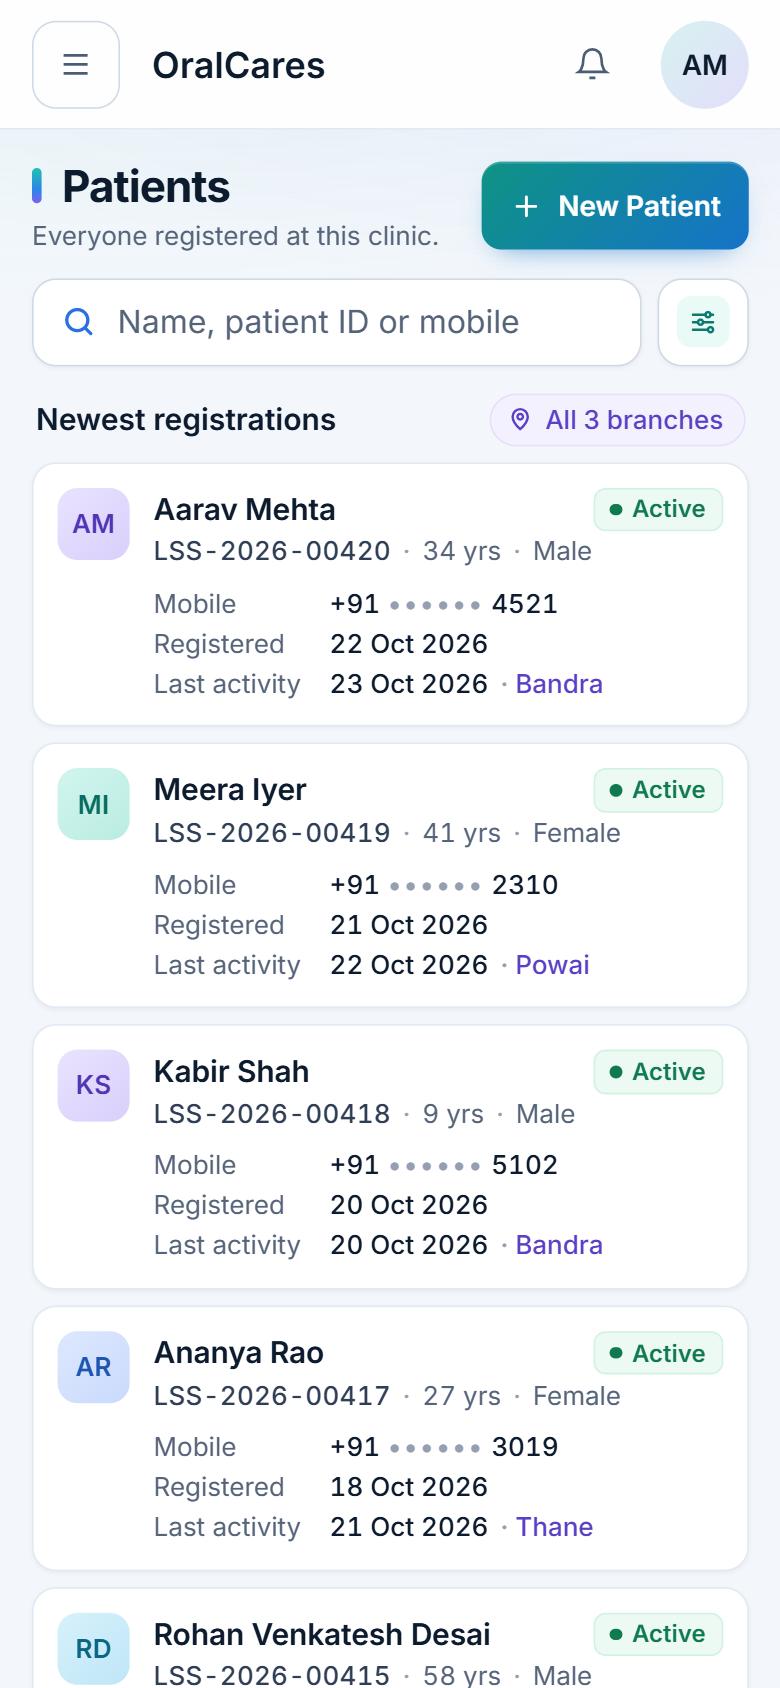 OralCares
AM
Patients
+ New Patient
Everyone registered at this clinic.
Name, patient ID or mobile
Newest registrations
All 3 branches
AM
Aarav Mehta
Active
LSS-2026-00420 · 34 yrs · Male
Mobile +91 •••••• 4521
Registered 22 Oct 2026
Last activity 23 Oct 2026 · Bandra
MI
Meera Iyer
Active
LSS-2026-00419 · 41 yrs · Female
Mobile +91 •••••• 2310
Registered 21 Oct 2026
Last activity 22 Oct 2026 · Powai
KS
Kabir Shah
Active
LSS-2026-00418 · 9 yrs · Male
Mobile +91 •••••• 5102
Registered 20 Oct 2026
Last activity 20 Oct 2026 · Bandra
AR
Ananya Rao
Active
LSS-2026-00417 · 27 yrs · Female
Mobile +91 •••••• 3019
Registered 18 Oct 2026
Last activity 21 Oct 2026 · Thane
RD
Rohan Venkatesh Desai
Active
LSS-2026-00415 · 58 yrs · Male